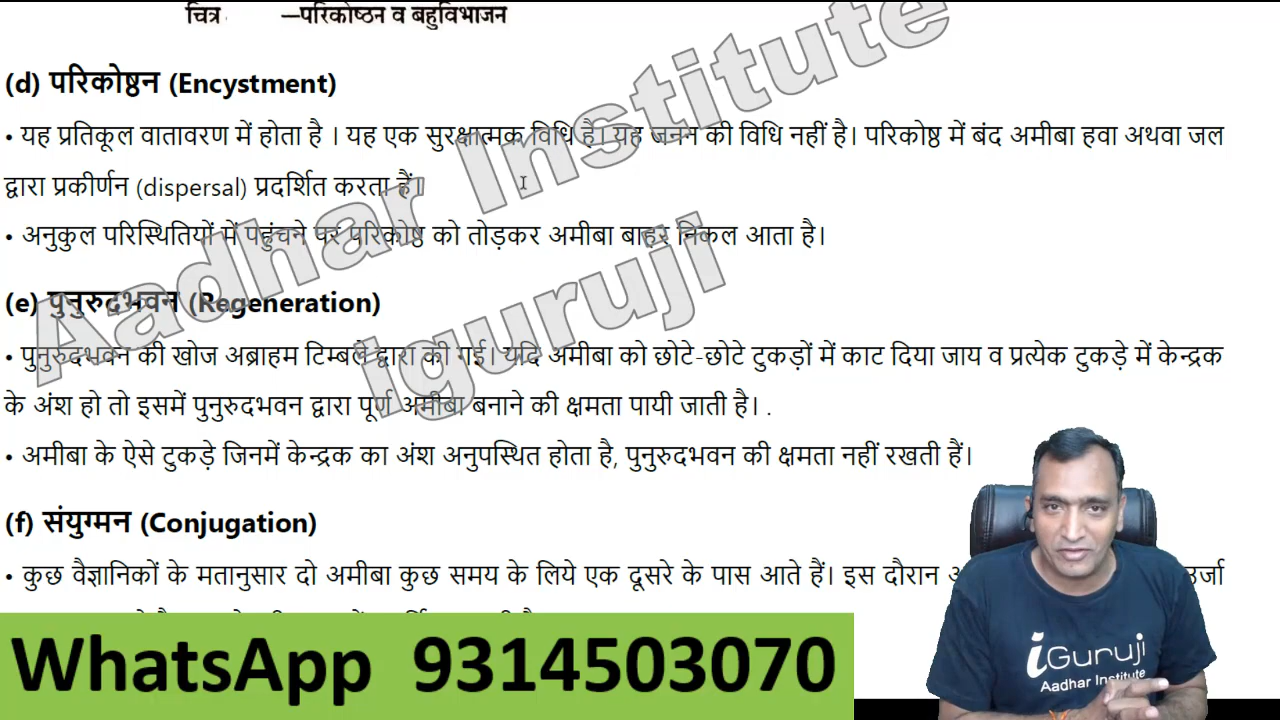 चित्र —परिकोष्ठन व बहुविभाजन
(d) परिकोष्ठन (Encystment)
• यह प्रतिकूल वातावरण में होता है । यह एक सुरक्षात्मक विधि है। यह जनन की विधि नहीं है। परिकोष्ठ में बंद अमीबा हवा अथवा जल
द्वारा प्रकीर्णन (dispersal) प्रदर्शित करता हैं।
• अनुकुल परिस्थितियों में पहुंचने पर परिकोष्ठ को तोड़कर अमीबा बाहर निकल आता है।
(e) पुनुरुदभवन (Regeneration)
• पुनुरुदभवन की खोज अब्राहम टिम्बले द्वारा की गई। यदि अमीबा को छोटे-छोटे टुकड़ों में काट दिया जाय व प्रत्येक टुकड़े में केन्द्रक
के अंश हो तो इसमें पुनुरुदभवन द्वारा पूर्ण अमीबा बनाने की क्षमता पायी जाती है। .
• अमीबा के ऐसे टुकड़े जिनमें केन्द्रक का अंश अनुपस्थित होता है, पुनुरुदभवन की क्षमता नहीं रखती हैं।
(f) संयुग्मन (Conjugation)
• कुछ वैज्ञानिकों के मतानुसार दो अमीबा कुछ समय के लिये एक दूसरे के पास आते हैं। इस दौरान उर्जा
Aadhar Institute
iguruji
WhatsApp 9314503070
iGuruji
Aadhar Institute